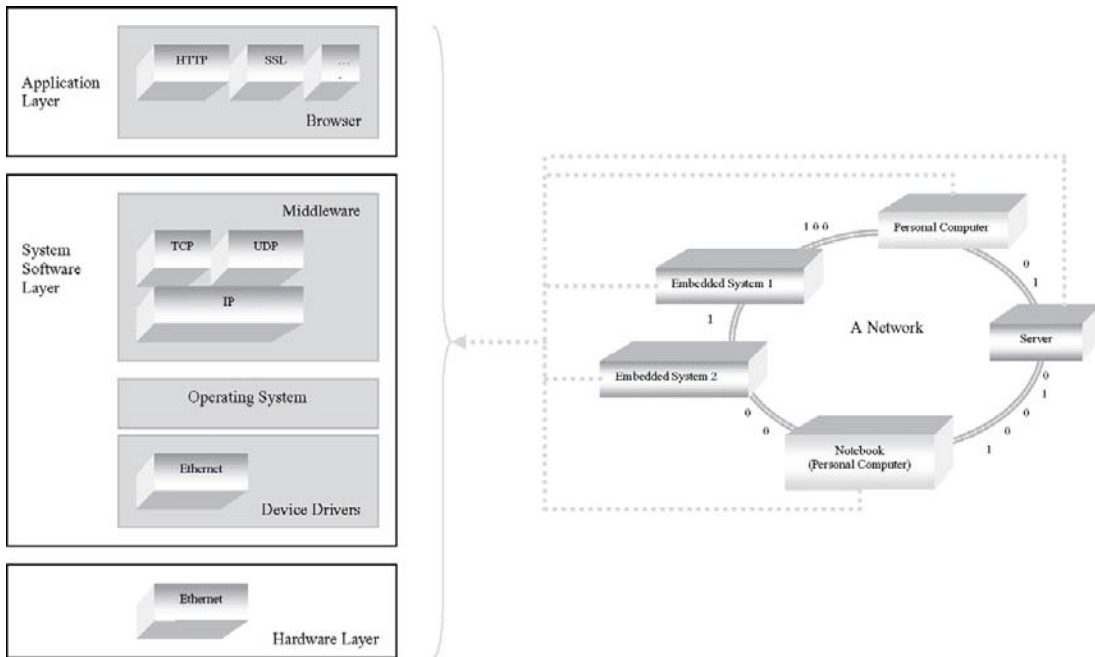 HTTP
SSL
...
.
Application
Layer
Browser
Middleware
TCP
UDP
System
Software
Layer
IP
Operating System
Ethernet
Device Drivers
Ethernet
Hardware Layer
1 0 0
Personal Computer
0
1
Embedded System 1
1
A Network
Server
Embedded System 2
0
1
0
0
1
0
0
Notebook
(Personal Computer)